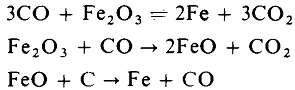 3CO + Fe₂O₃ ⇌ 2Fe + 3CO₂
Fe₂O₃ + CO → 2FeO + CO₂
FeO + C → Fe + CO